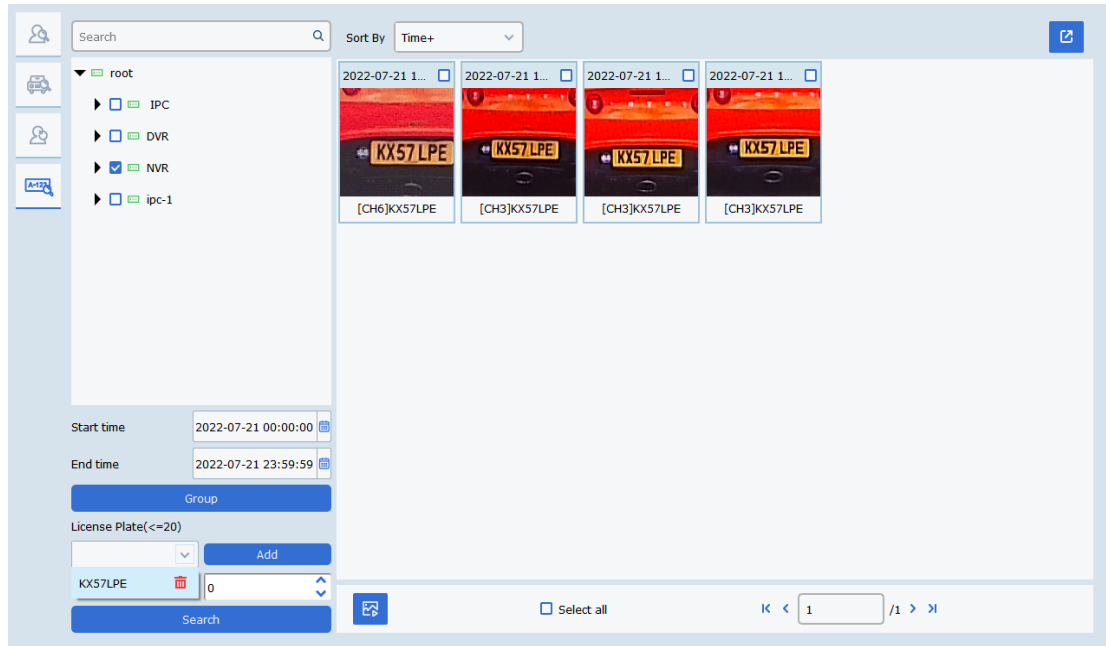 Search
Sort By
Time+
root
IPC
DVR
NVR
ipc-1
A-123
2022-07-21 1...
2022-07-21 1...
2022-07-21 1...
2022-07-21 1...
KX57 LPE
KX57 LPE
KX57 LPE
KX57 LPE
[CH6]KX57LPE
[CH3]KX57LPE
[CH3]KX57LPE
[CH3]KX57LPE
Start time
2022-07-21 00:00:00
End time
2022-07-21 23:59:59
Group
License Plate(<=20)
Add
KX57LPE
0
Search
Select all
1
/1